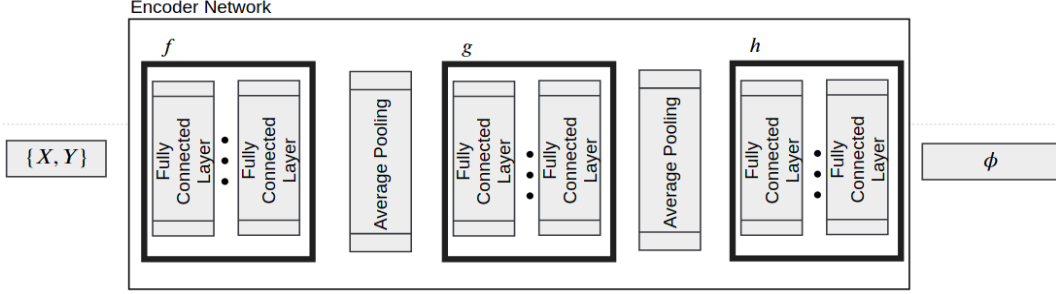 Encoder Network
f
g
h
{X, Y}
Fully
Connected
Layer
Fully
Connected
Layer
Average Pooling
Fully
Connected
Layer
Fully
Connected
Layer
Average Pooling
Fully
Connected
Layer
Fully
Connected
Layer
ϕ